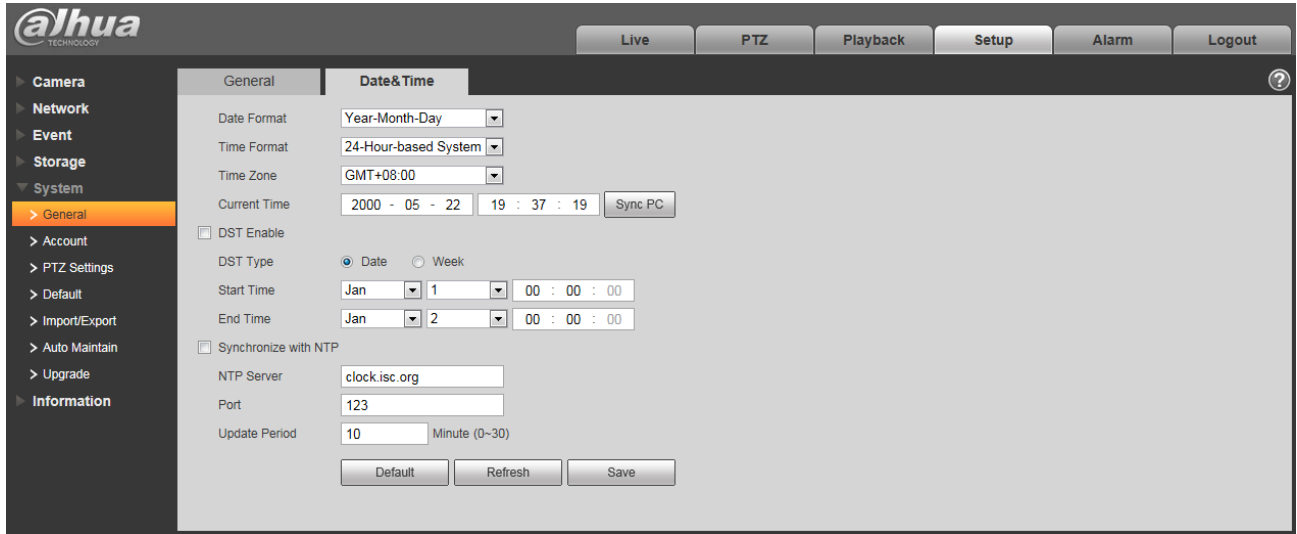 alhua
TECHNOLOGY
Live PTZ Playback Setup Alarm Logout
Camera
Network
Event
Storage
System
> General
> Account
> PTZ Settings
> Default
> Import/Export
> Auto Maintain
> Upgrade
Information
General Date&Time ?
Date Format Year-Month-Day
Time Format 24-Hour-based System
Time Zone GMT+08:00
Current Time 2000 - 05 - 22 19 : 37 : 19 Sync PC
DST Enable
DST Type Date Week
Start Time Jan 1 00 : 00 : 00
End Time Jan 2 00 : 00 : 00
Synchronize with NTP
NTP Server clock.isc.org
Port 123
Update Period 10 Minute (0~30)
Default Refresh Save